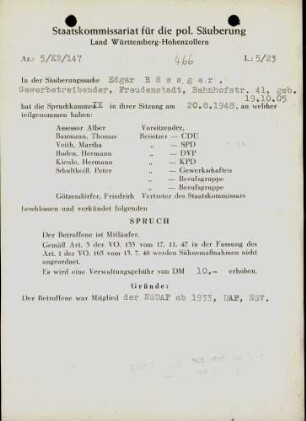 Staatskommissariat für die pol. Säuberung
Land Württemberg-Hohenzollern
Az.: 5/KD/147 466 L: 5/23
In der Säuberungssache Edgar Röseger,
Gewerbetreibender, Freudenstadt, Bahnhofstr. 41, geb. 19.10.05
hat die Spruchkammer IX in ihrer Sitzung am 20.8.1948, an welcher
teilgenommen haben:
Assessor Alber Vorsitzender,
Baumann, Thomas Beisitzer — CDU
Veith, Martha „ — SPD
Boden, Hermann „ — DVP
Kienle, Hermann „ — KPD
Schultheiß, Peter „ — Gewerkschaften
„ — Berufsgruppe
„ — Berufsgruppe
Götzendörfer, Friedrich Vertreter des Staatskommissars
beschlossen und verkündet folgenden
SPRUCH
Der Betroffene ist Mitläufer.
Gemäß Art. 3 der VO. 133 vom 17. 11. 47 in der Fassung des
Art. 1 der VO. 165 vom 13. 7. 48 werden Sühnemaßnahmen nicht
angeordnet.
Es wird eine Verwaltungsgebühr von DM 10,- erhoben.
Gründe:
Der Betroffene war Mitglied der NSDAP ab 1933, DAF, NSV.